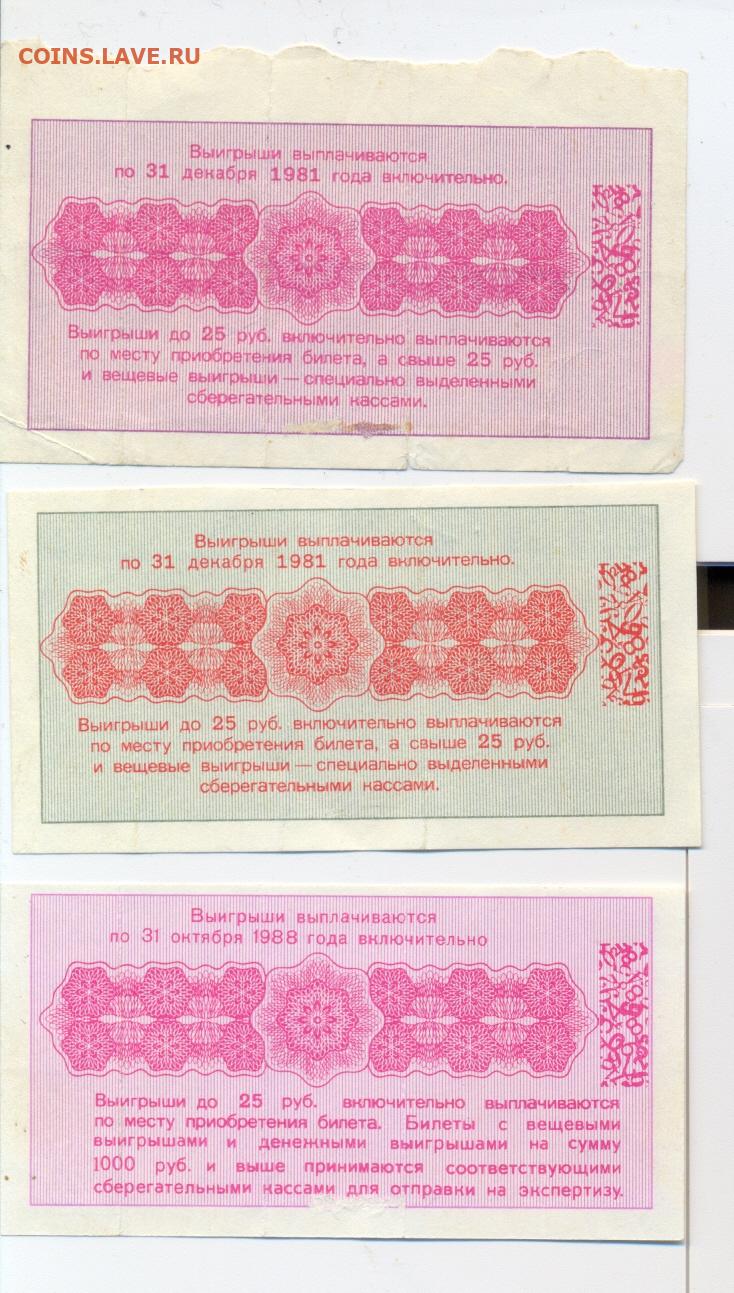 COINS.LAVE.RU
Выигрыши выплачиваются
по 31 декабря 1981 года включительно.
Выигрыши до 25 руб. включительно выплачиваются
по месту приобретения билета, а свыше 25 руб.
и вещевые выигрыши — специально выделенными
сберегательными кассами.
Выигрыши выплачиваются
по 31 декабря 1981 года включительно.
Выигрыши до 25 руб. включительно выплачиваются
по месту приобретения билета, а свыше 25 руб.
и вещевые выигрыши — специально выделенными
сберегательными кассами.
Выигрыши выплачиваются
по 31 октября 1988 года включительно
Выигрыши до 25 руб. включительно выплачиваются
по месту приобретения билета. Билеты с вещевыми
выигрышами и денежными выигрышами на сумму
1000 руб. и выше принимаются соответствующими
сберегательными кассами для отправки на экспертизу.